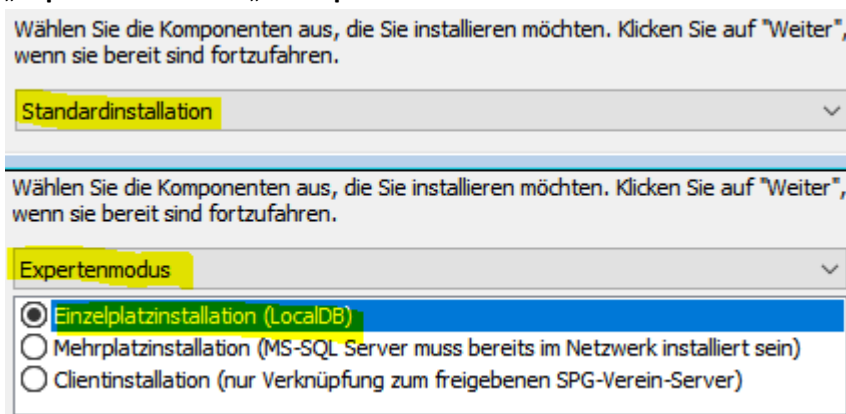 Wählen Sie die Komponenten aus, die Sie installieren möchten. Klicken Sie auf "Weiter",
wenn sie bereit sind fortzufahren.
Standardinstallation
Wählen Sie die Komponenten aus, die Sie installieren möchten. Klicken Sie auf "Weiter",
wenn sie bereit sind fortzufahren.
Expertenmodus
Einzelplatzinstallation (LocalDB)
Mehrplatzinstallation (MS-SQL Server muss bereits im Netzwerk installiert sein)
Clientinstallation (nur Verknüpfung zum freigebenen SPG-Verein-Server)